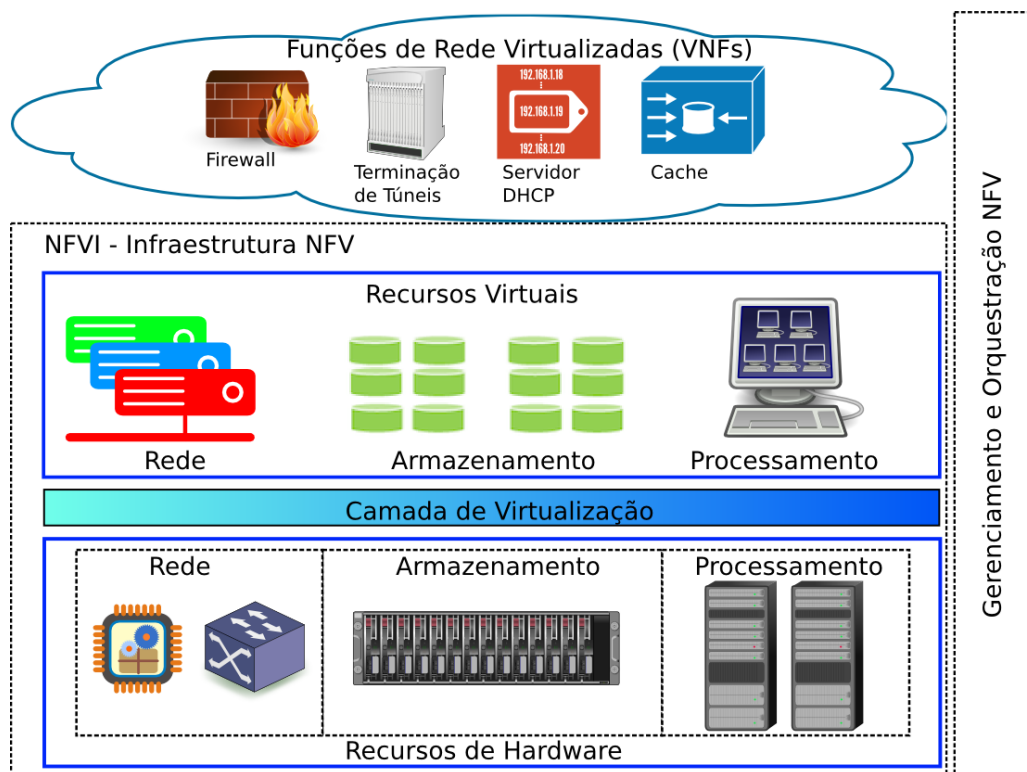 Funções de Rede Virtualizadas (VNFs)
192.168.1.18
192.168.1.19
192.168.1.20
Firewall
Terminação
de Túneis
Servidor
DHCP
Cache
NFVI - Infraestrutura NFV
Recursos Virtuais
Rede
Armazenamento
Processamento
Camada de Virtualização
Rede
Armazenamento
Processamento
Recursos de Hardware
Gerenciamento e Orquestração NFV